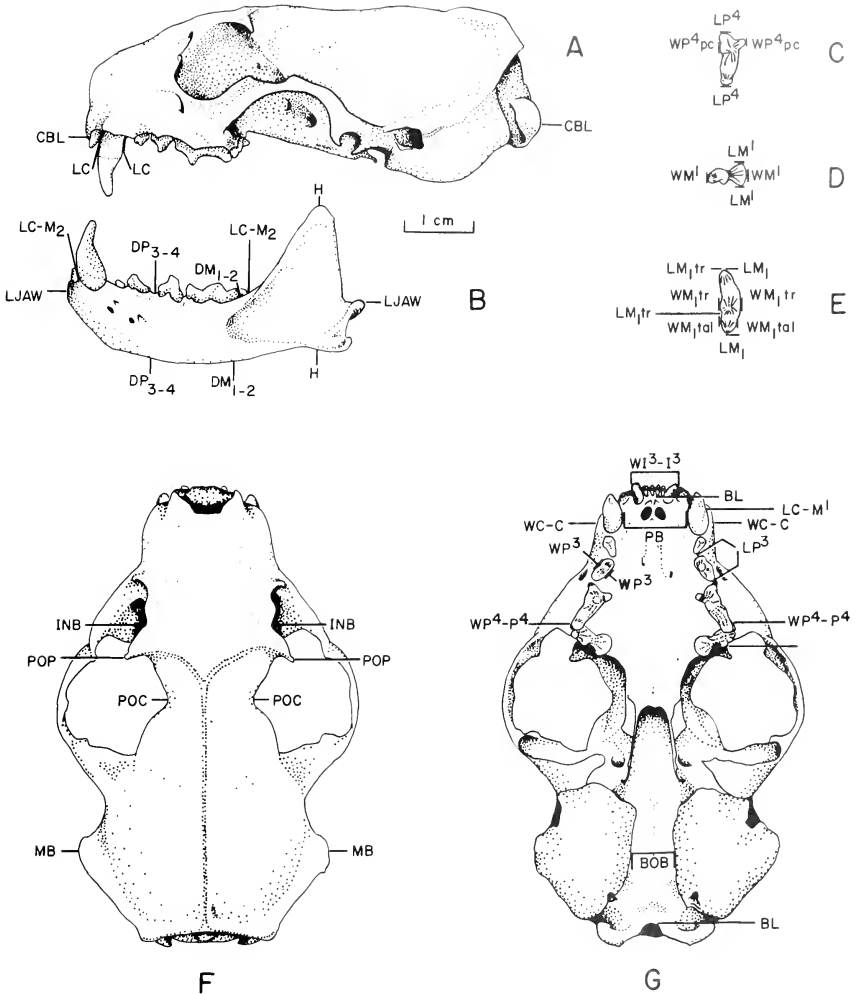 A
CBL
LC
LC
CBL
LP⁴
WP⁴pc
WP⁴pc
LP⁴
C
LM¹
WM¹
WM¹
LM¹
D
LC-M₂
DP₃₋₄
DM₁₋₂
LC-M₂
H
1 cm
LJAW
LJAW
B
DP₃₋₄
DM₁₋₂
H
LM₁tr
LM₁
WM₁tr
WM₁tr
LM₁tr
WM₁tal
WM₁tal
LM₁
E
INB
INB
POP
POP
POC
POC
MB
MB
F
WI³-I³
BL
LC-M¹
WC-C
WC-C
PB
WP³
LP³
WP³
WP⁴-P⁴
WP⁴-P⁴
BOB
BL
G